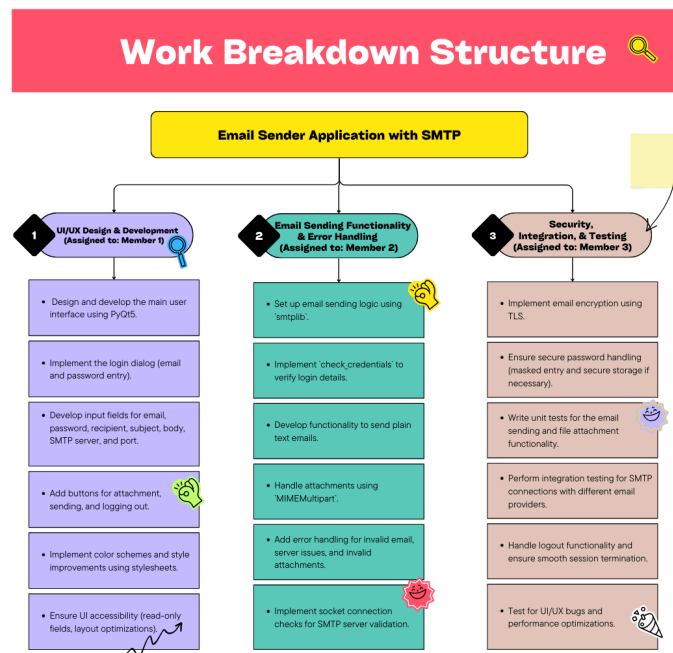 Work Breakdown Structure
Email Sender Application with SMTP
1
UI/UX Design & Development
(Assigned to: Member 1)
• Design and develop the main user
interface using PyQt5.
• Implement the login dialog (email
and password entry).
• Develop input fields for email,
password, recipient, subject, body,
SMTP server, and port.
• Add buttons for attachment,
sending, and logging out.
• Implement color schemes and style
improvements using stylesheets.
• Ensure UI accessibility (read-only
fields, layout optimizations).
2
Email Sending Functionality
& Error Handling
(Assigned to: Member 2)
• Set up email sending logic using
'smtplib'.
• Implement 'check_credentials' to
verify login details.
• Develop functionality to send plain
text emails.
• Handle attachments using
'MIMEMultipart'.
• Add error handling for invalid email,
server issues, and invalid
attachments.
• Implement socket connection
checks for SMTP server validation.
3
Security,
Integration, & Testing
(Assigned to: Member 3)
• Implement email encryption using
TLS.
• Ensure secure password handling
(masked entry and secure storage if
necessary).
• Write unit tests for the email
sending and file attachment
functionality.
• Perform integration testing for SMTP
connections with different email
providers.
• Handle logout functionality and
ensure smooth session termination.
• Test for UI/UX bugs and
performance optimizations.